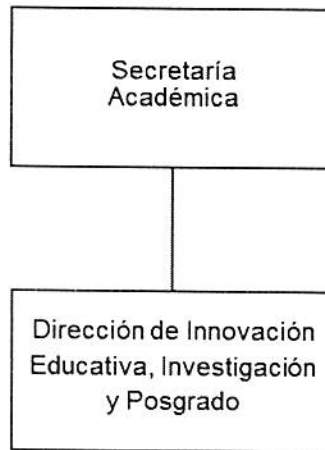 Secretaría
Académica
Dirección de Innovación
Educativa, Investigación
y Posgrado